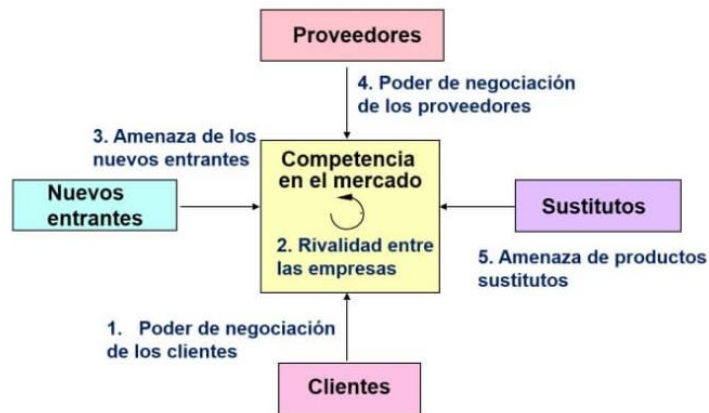 Proveedores
4. Poder de negociación
de los proveedores
3. Amenaza de los
nuevos entrantes
Competencia
en el mercado
Nuevos
entrantes
2. Rivalidad entre
las empresas
Sustitutos
5. Amenaza de productos
sustitutos
1. Poder de negociación
de los clientes
Clientes